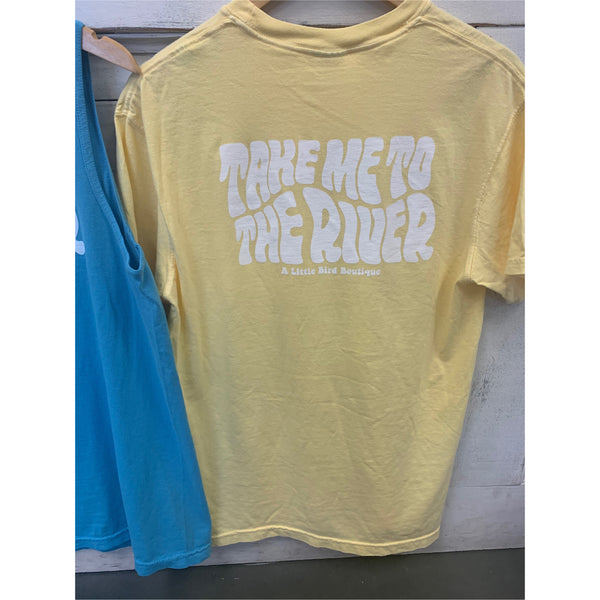 TAKE ME TO
THE RIVER
A Little Bird Boutique